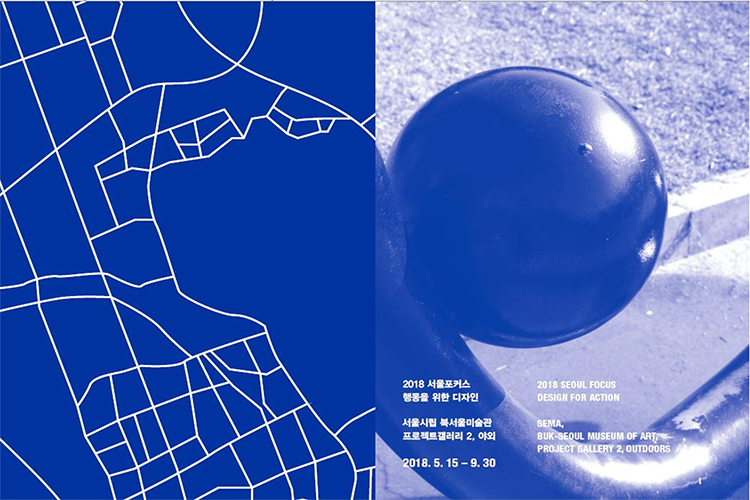 2018 서울포커스
행동을 위한 디자인
서울시립 북서울미술관
프로젝트갤러리 2, 야외
2018. 5. 15 – 9. 30
2018 SEOUL FOCUS
DESIGN FOR ACTION
SEMA,
BUK-SEOUL MUSEUM OF ART,
PROJECT GALLERY 2, OUTDOORS